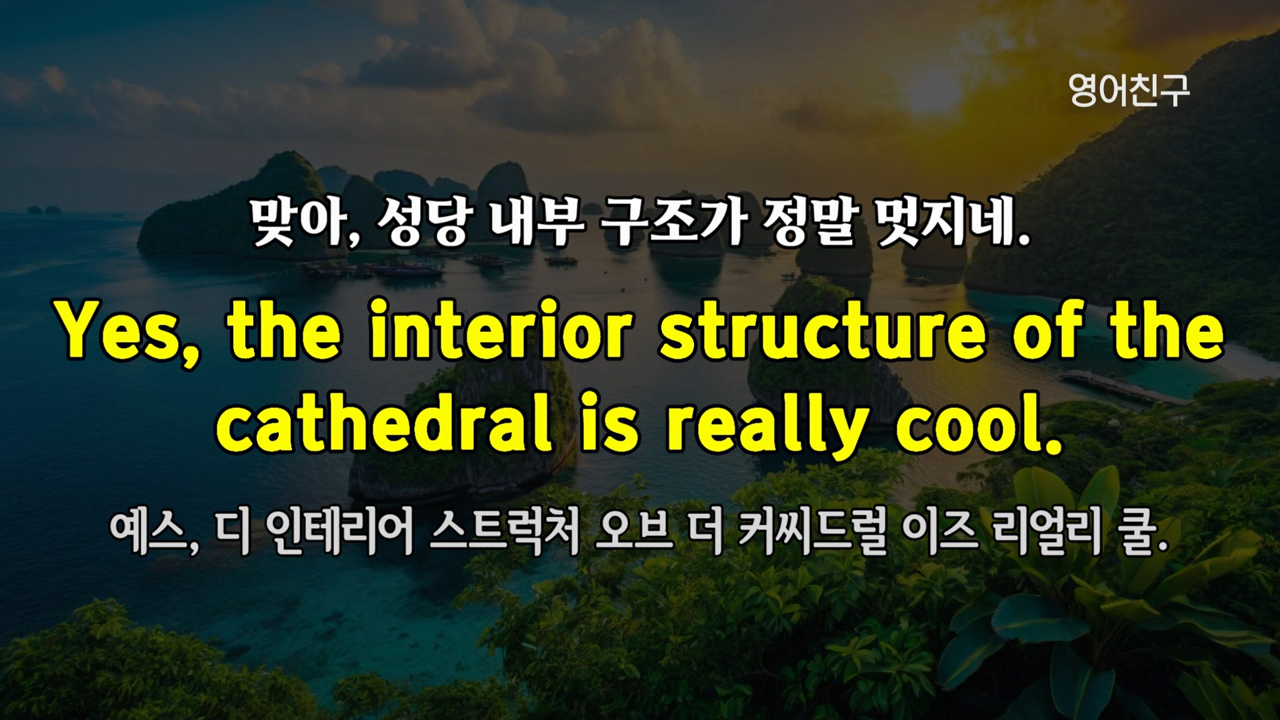 영어친구
맞아, 성당 내부 구조가 정말 멋지네.
Yes, the interior structure of the
cathedral is really cool.
예스, 디 인테리어 스트럭처 오브 더 커씨드럴 이즈 리얼리 쿨.